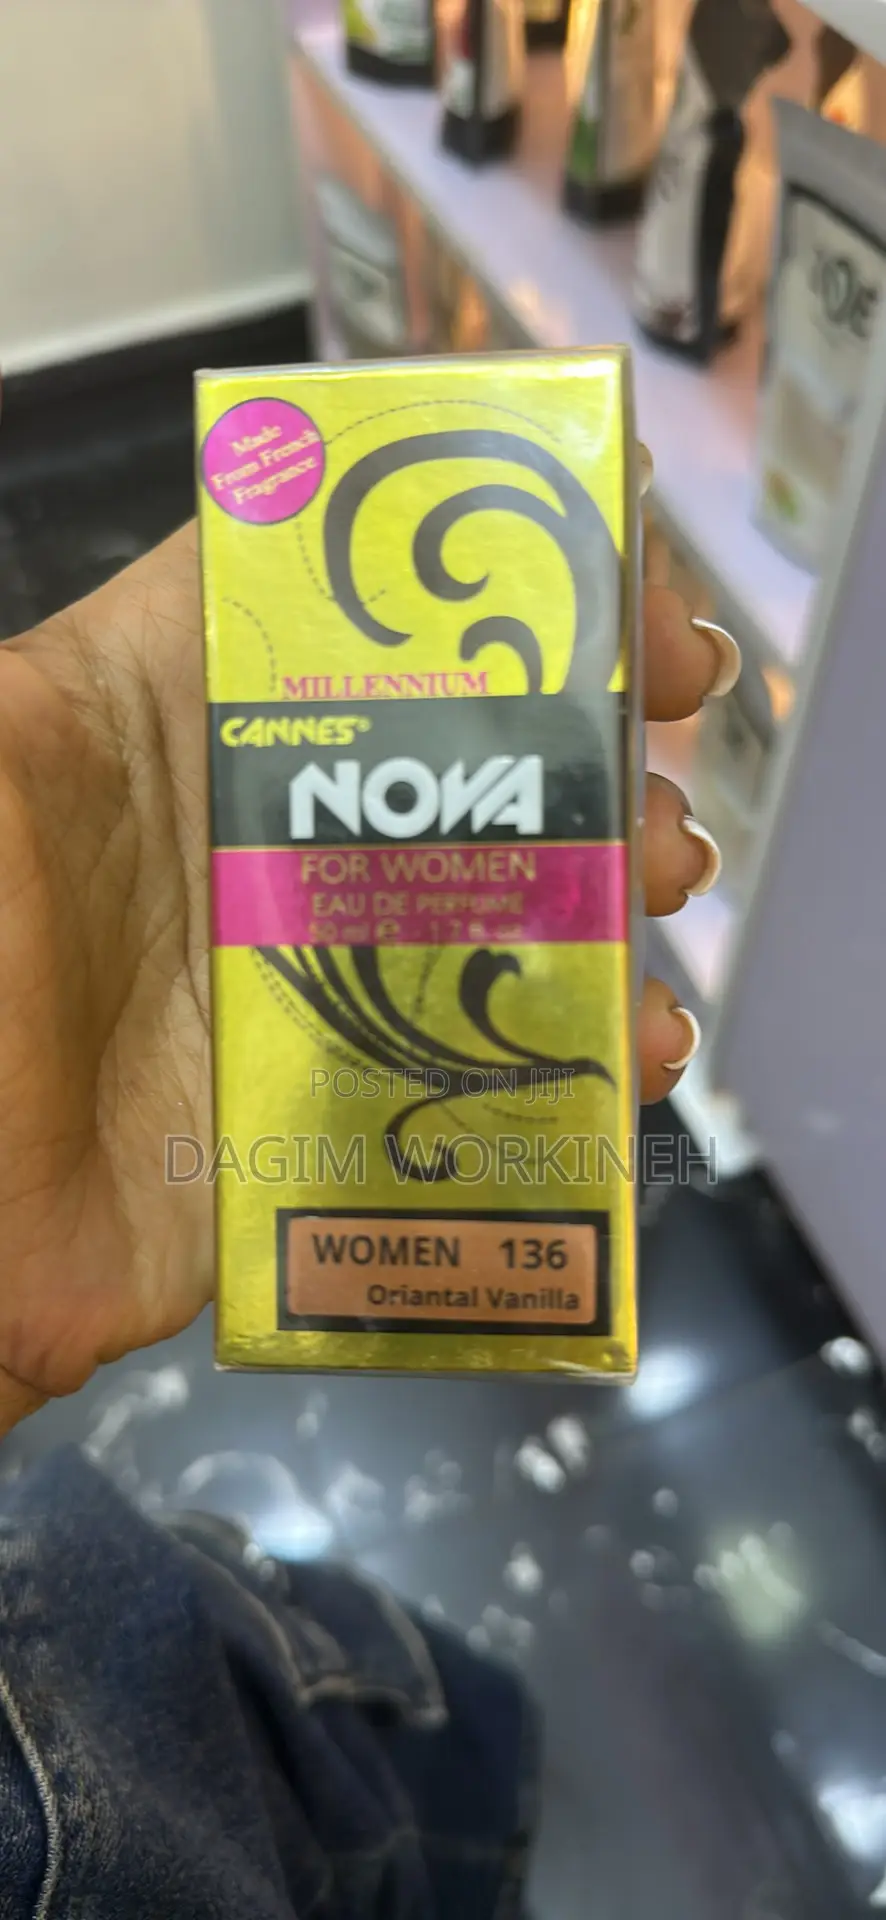 Made
From French
Fragrance
MILLENNIUM
CANNES®
NOVA
FOR WOMEN
EAU DE PERFUME
50 ml e - 1.7 fl. oz
POSTED ON JIJI
DAGIM WORKINEH
WOMEN 136
Oriantal Vanilla